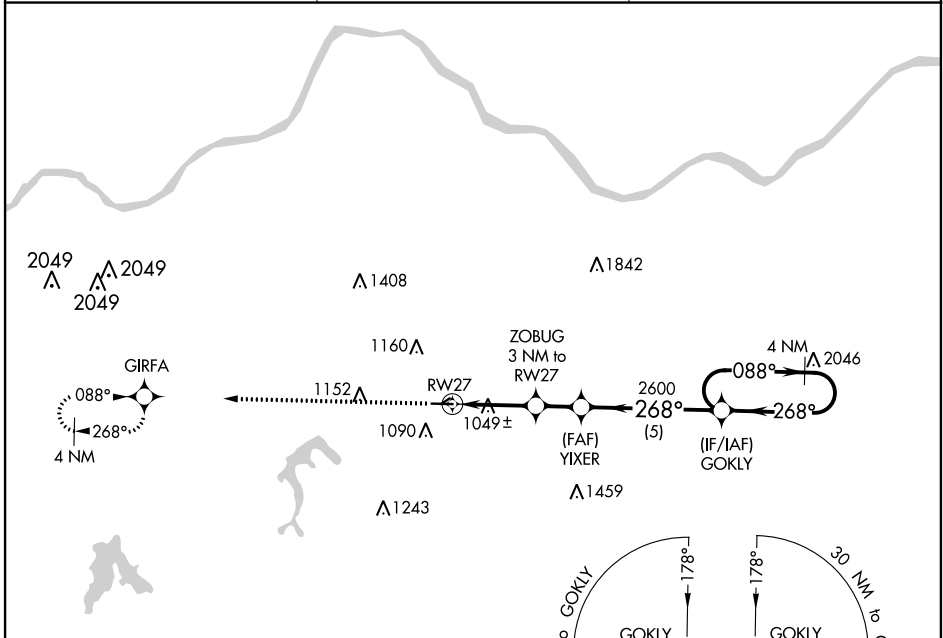 2049
2049
2049
1408
1842
1160
ZOBUG
3 NM to
RW27
4 NM
2046
088°
GIRFA
088°
1152
RW27
2600
268°
(5)
268°
268°
4 NM
1090
1049±
(FAF)
YIXER
(IF/IAF)
GOKLY
1243
1459
GOKLY
178°
178°
30 NM to
GOKLY
GOKLY